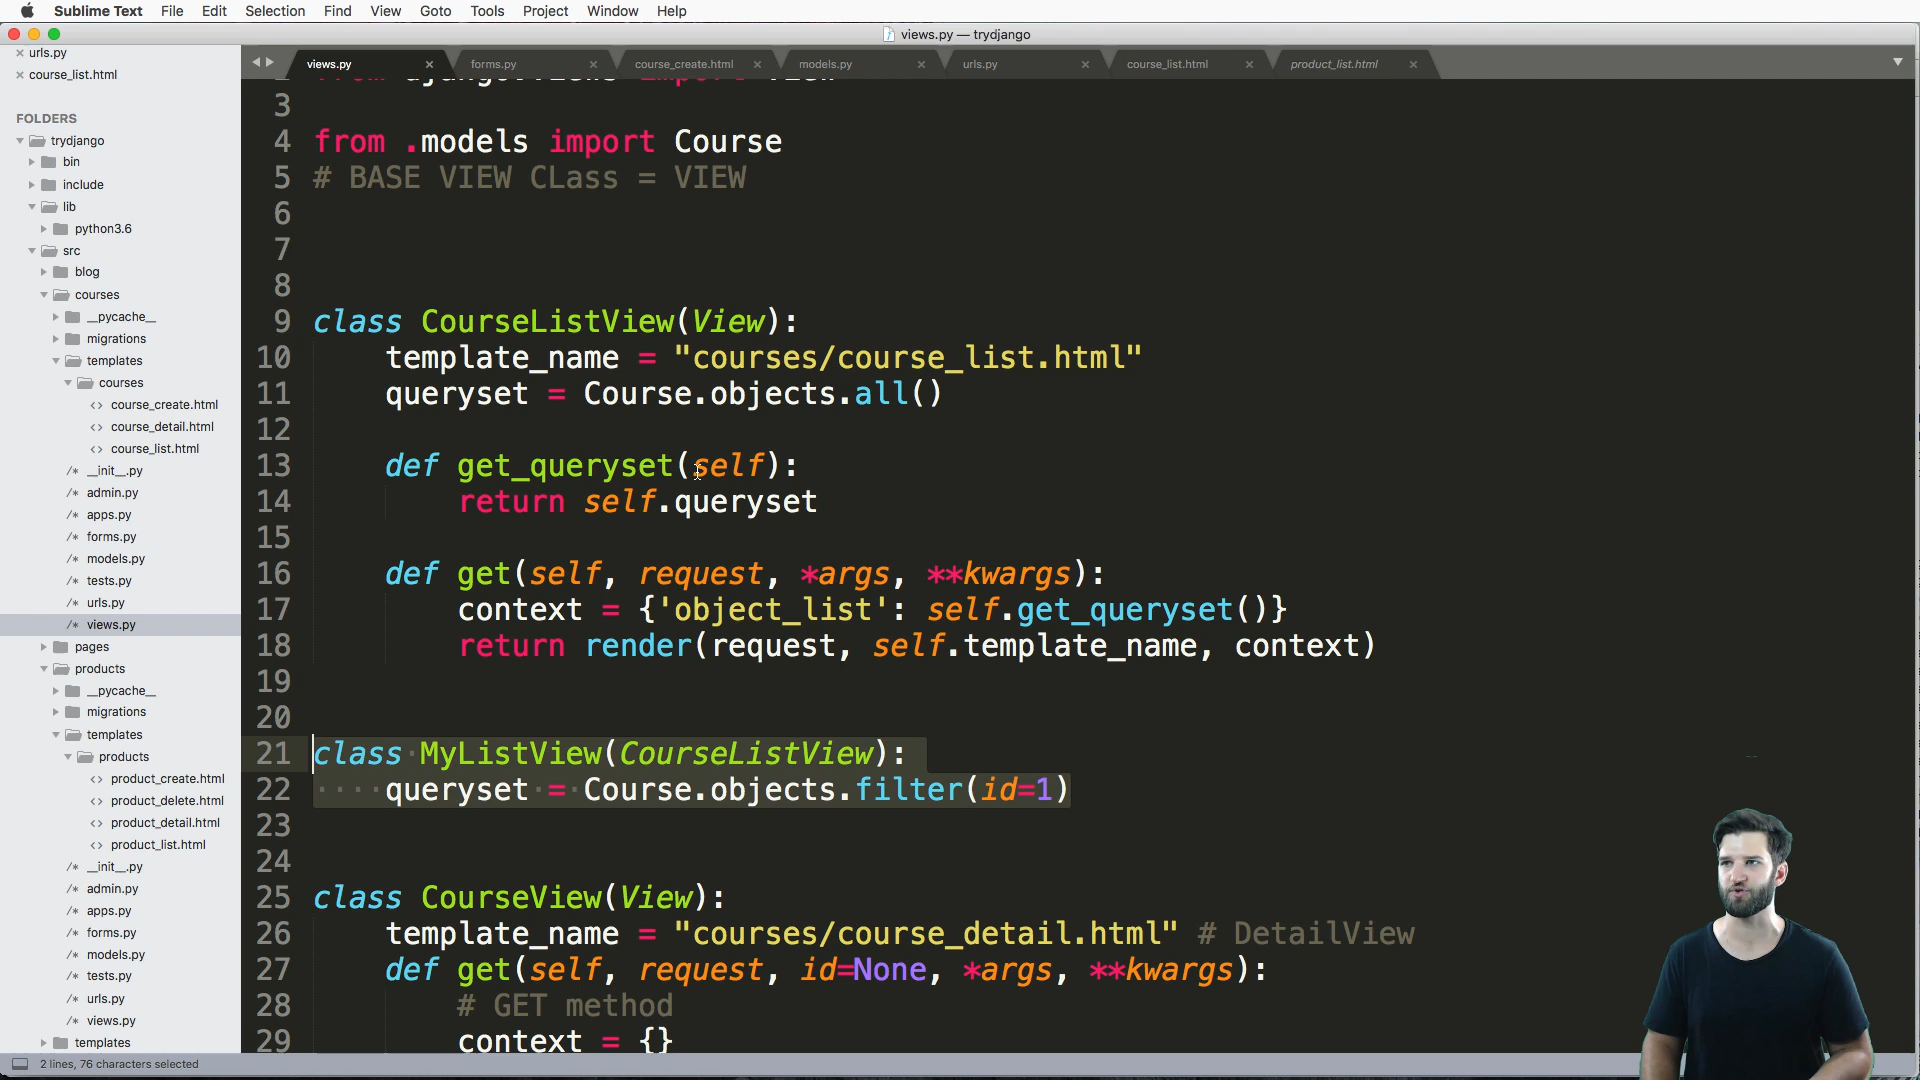 Sublime Text File Edit Selection Find View Goto Tools Project Window Help
views.py — trydjango
urls.py
course_list.html
FOLDERS
trydjango
bin
include
lib
python3.6
src
blog
courses
__pycache__
migrations
templates
courses
<> course_create.html
<> course_detail.html
<> course_list.html
/* __init__.py
/* admin.py
/* apps.py
/* forms.py
/* models.py
/* tests.py
/* urls.py
/* views.py
pages
products
__pycache__
migrations
templates
products
<> product_create.html
<> product_delete.html
<> product_detail.html
<> product_list.html
/* __init__.py
/* admin.py
/* apps.py
/* forms.py
/* models.py
/* tests.py
/* urls.py
/* views.py
templates
views.py forms.py course_create.html models.py urls.py course_list.html product_list.html
2 from django.views import View
3
4 from .models import Course
5 # BASE VIEW CLass = VIEW
6
7
8
9 class CourseListView(View):
10 template_name = "courses/course_list.html"
11 queryset = Course.objects.all()
12
13 def get_queryset(self):
14 return self.queryset
15
16 def get(self, request, *args, **kwargs):
17 context = {'object_list': self.get_queryset()}
18 return render(request, self.template_name, context)
19
20
21 class MyListView(CourseListView):
22 queryset = Course.objects.filter(id=1)
23
24
25 class CourseView(View):
26 template_name = "courses/course_detail.html" # DetailView
27 def get(self, request, id=None, *args, **kwargs):
28 # GET method
29 context = {}
2 lines, 76 characters selected